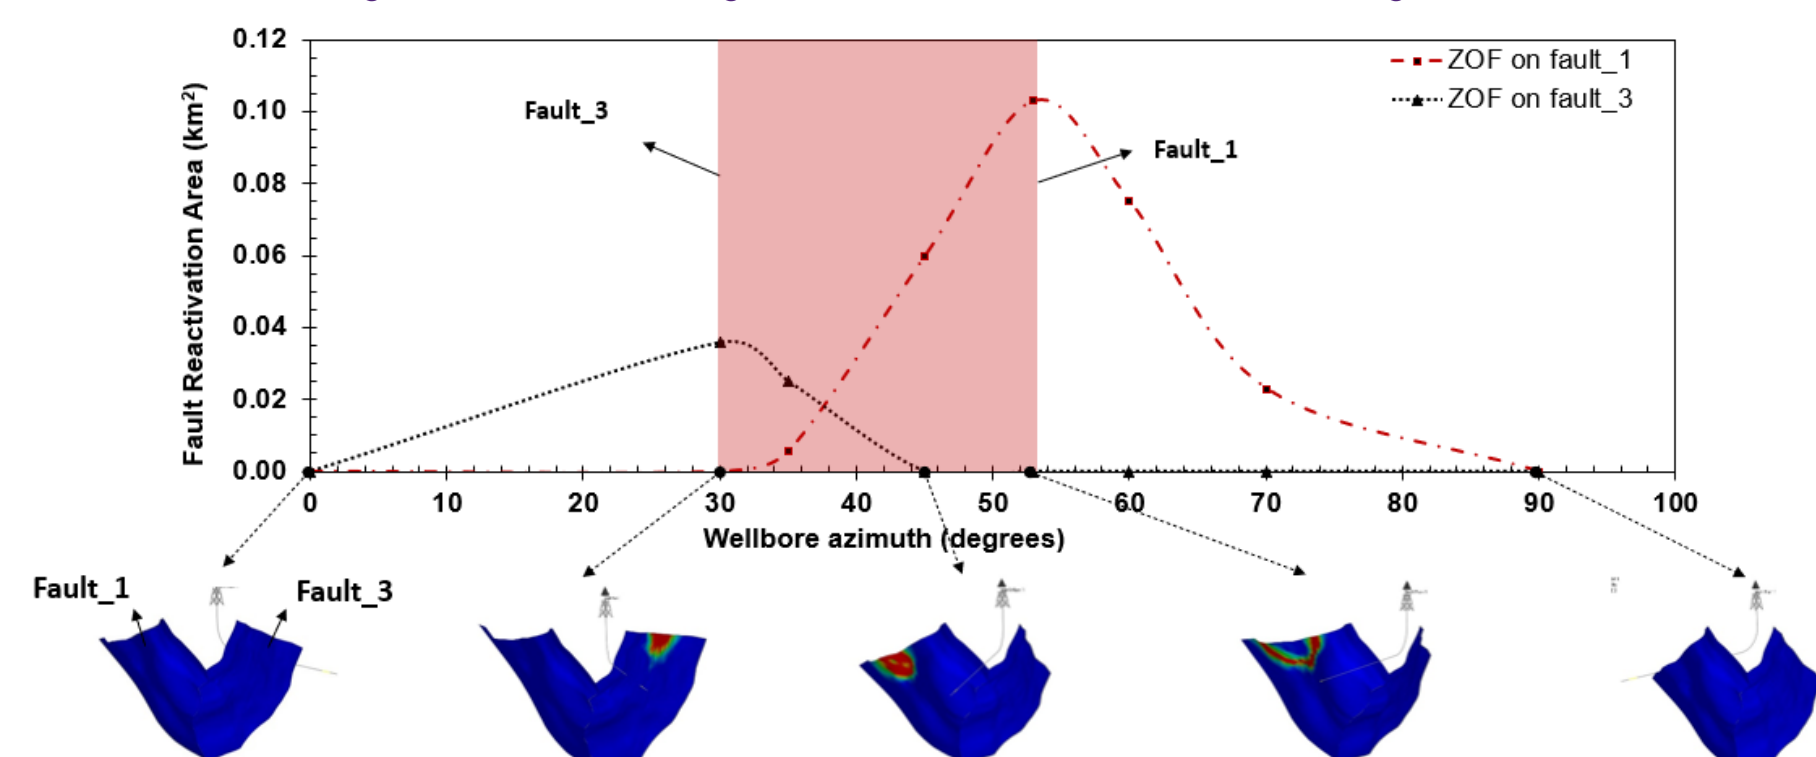 0.12
0.10
0.08
0.06
0.04
0.02
0.00
Fault Reactivation Area (km²)
ZOF on fault_1
ZOF on fault_3
Fault_3
Fault_1
0 10 20 30 40 50 60 70 80 90 100
Wellbore azimuth (degrees)
Fault_1
Fault_3